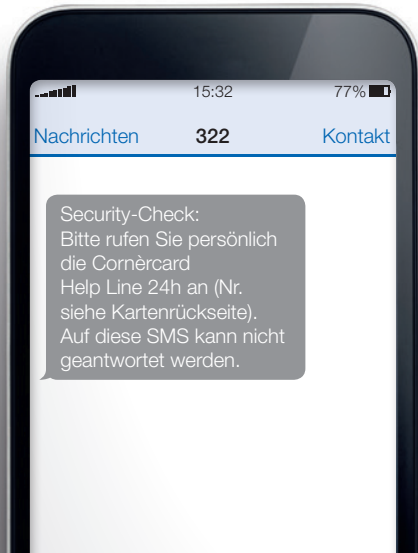 15:32 77%
Nachrichten 322 Kontakt
Security-Check:
Bitte rufen Sie persönlich
die Cornèrcard
Help Line 24h an (Nr.
siehe Kartenrückseite).
Auf diese SMS kann nicht
geantwortet werden.